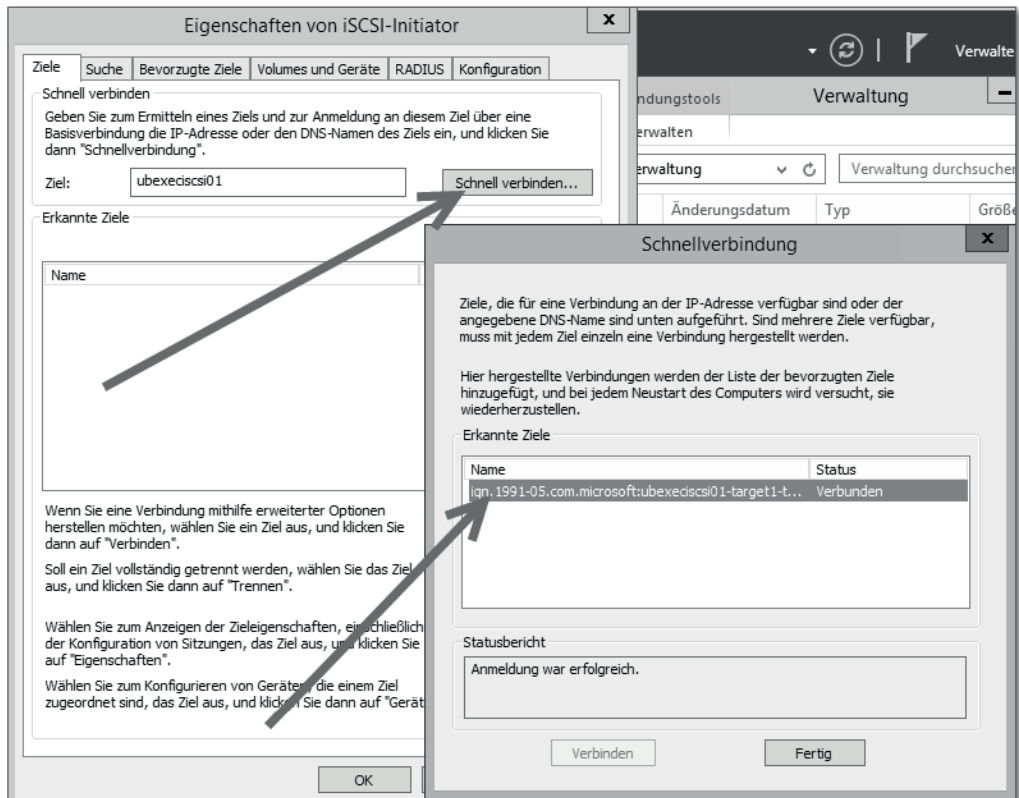 Eigenschaften von iSCSI-Initiator
x
Verwalte
Ziele
Suche
Bevorzugte Ziele
Volumes und Geräte
RADIUS
Konfiguration
ndungstools
Verwaltung
Schnell verbinden
Geben Sie zum Ermitteln eines Ziels und zur Anmeldung an diesem Ziel über eine
Basisverbindung die IP-Adresse oder den DNS-Namen des Ziels ein, und klicken Sie
dann "Schnellverbindung".
Ziel:
ubexeciscsi01
Schnell verbinden...
erwalten
erwaltung
Verwaltung durchsuchen
Änderungsdatum
Typ
Größe
Erkannte Ziele
Name
Wenn Sie eine Verbindung mithilfe erweiterter Optionen
herstellen möchten, wählen Sie ein Ziel aus, und klicken Sie
dann auf "Verbinden".
Soll ein Ziel vollständig getrennt werden, wählen Sie das Ziel
aus, und klicken Sie dann auf "Trennen".
Wählen Sie zum Anzeigen der Zieleigenschaften, einschließlich
der Konfiguration von Sitzungen, das Ziel aus, und klicken Sie
auf "Eigenschaften".
Wählen Sie zum Konfigurieren von Geräten, die einem Ziel
zugeordnet sind, das Ziel aus, und klicken Sie dann auf "Gerät
OK
Schnellverbindung
x
Ziele, die für eine Verbindung an der IP-Adresse verfügbar sind oder der
angegebene DNS-Name sind unten aufgeführt. Sind mehrere Ziele verfügbar,
muss mit jedem Ziel einzeln eine Verbindung hergestellt werden.
Hier hergestellte Verbindungen werden der Liste der bevorzugten Ziele
hinzugefügt, und bei jedem Neustart des Computers wird versucht, sie
wiederherzustellen.
Erkannte Ziele
Name
Status
iqn.1991-05.com.microsoft:ubexeciscsi01-target1-t...
Verbunden
Statusbericht
Anmeldung war erfolgreich.
Verbinden
Fertig